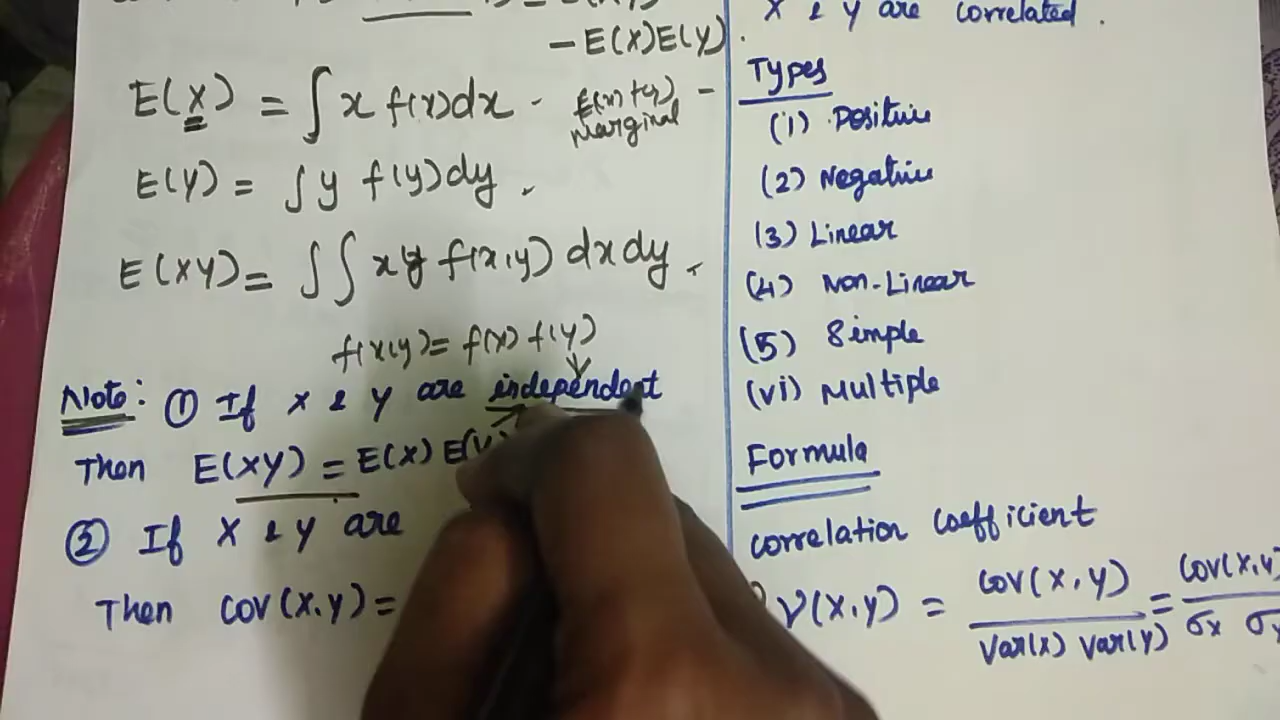 - E(X)E(Y).
E(X) = ∫ x f(x)dx -
marginal
E(Y) = ∫ y f(y)dy .
E(XY) = ∫∫ xy f(x,y) dx dy .
f(x,y) = f(x) f(y)
Note: ① If X & Y are independent
Then E(XY) = E(X) E(Y)
② If X & Y are
Then cov(X,Y) =
X & Y are correlated .
Types
(1) Positive
(2) Negative
(3) Linear
(4) Non-Linear
(5) Simple
(vi) Multiple
Formula
Correlation Coefficient
γ(X,Y) = Cov(X,Y) / Var(X) Var(Y) = Cov(X,Y) / σx σ